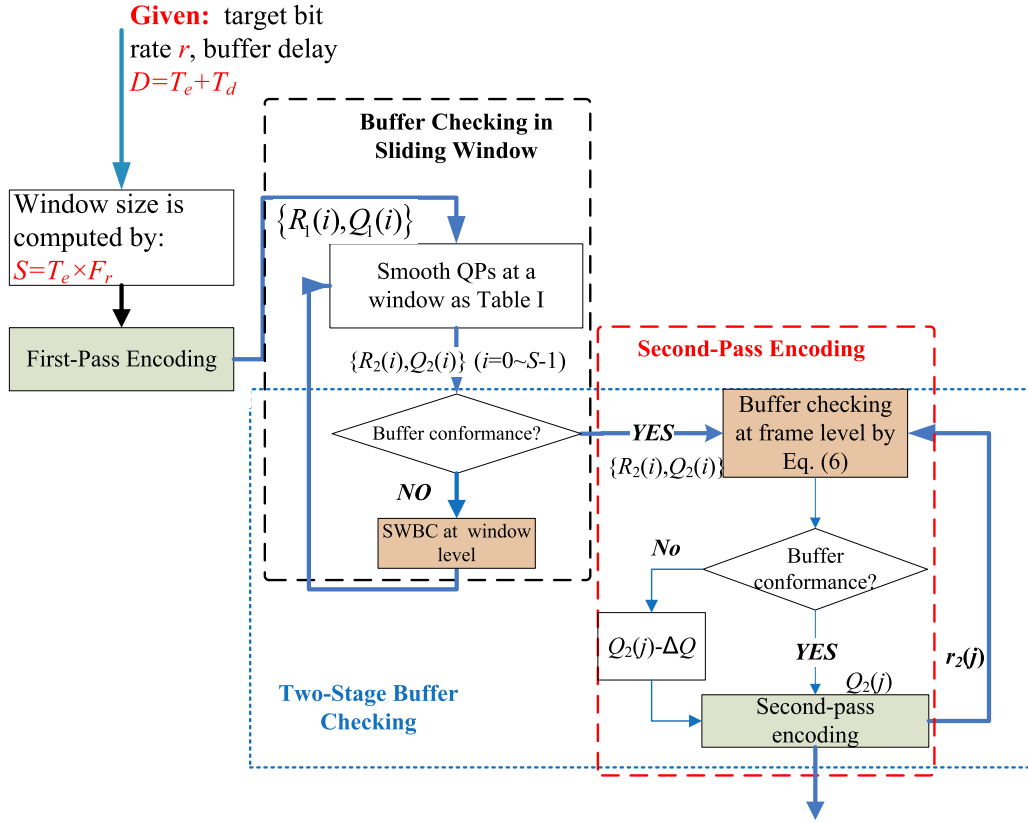 Given: target bit
rate r, buffer delay
D=Te+Td
Window size is
computed by:
S=Te×Fr
First-Pass Encoding
Buffer Checking in
Sliding Window
{R1(i),Q1(i)}
Smooth QPs at a
window as Table I
{R2(i),Q2(i)} (i=0~S-1)
Buffer conformance?
NO
SWBC at window
level
YES
{R2(i),Q2(i)}
Second-Pass Encoding
Buffer checking
at frame level by
Eq. (6)
Buffer
conformance?
No
Q2(j)-ΔQ
YES
Q2(j)
r2(j)
Second-pass
encoding
Two-Stage Buffer
Checking